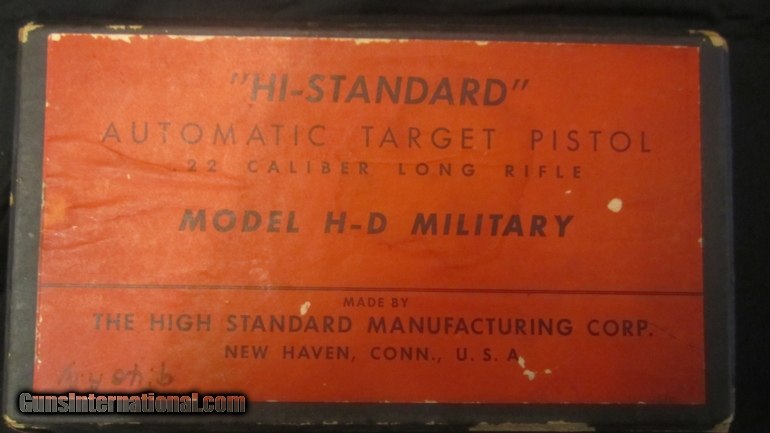 "HI-STANDARD"
AUTOMATIC TARGET PISTOL
.22 CALIBER LONG RIFLE
MODEL H-D MILITARY
MADE BY
THE HIGH STANDARD MANUFACTURING CORP.
NEW HAVEN, CONN., U.S.A.
GunsInternational.com